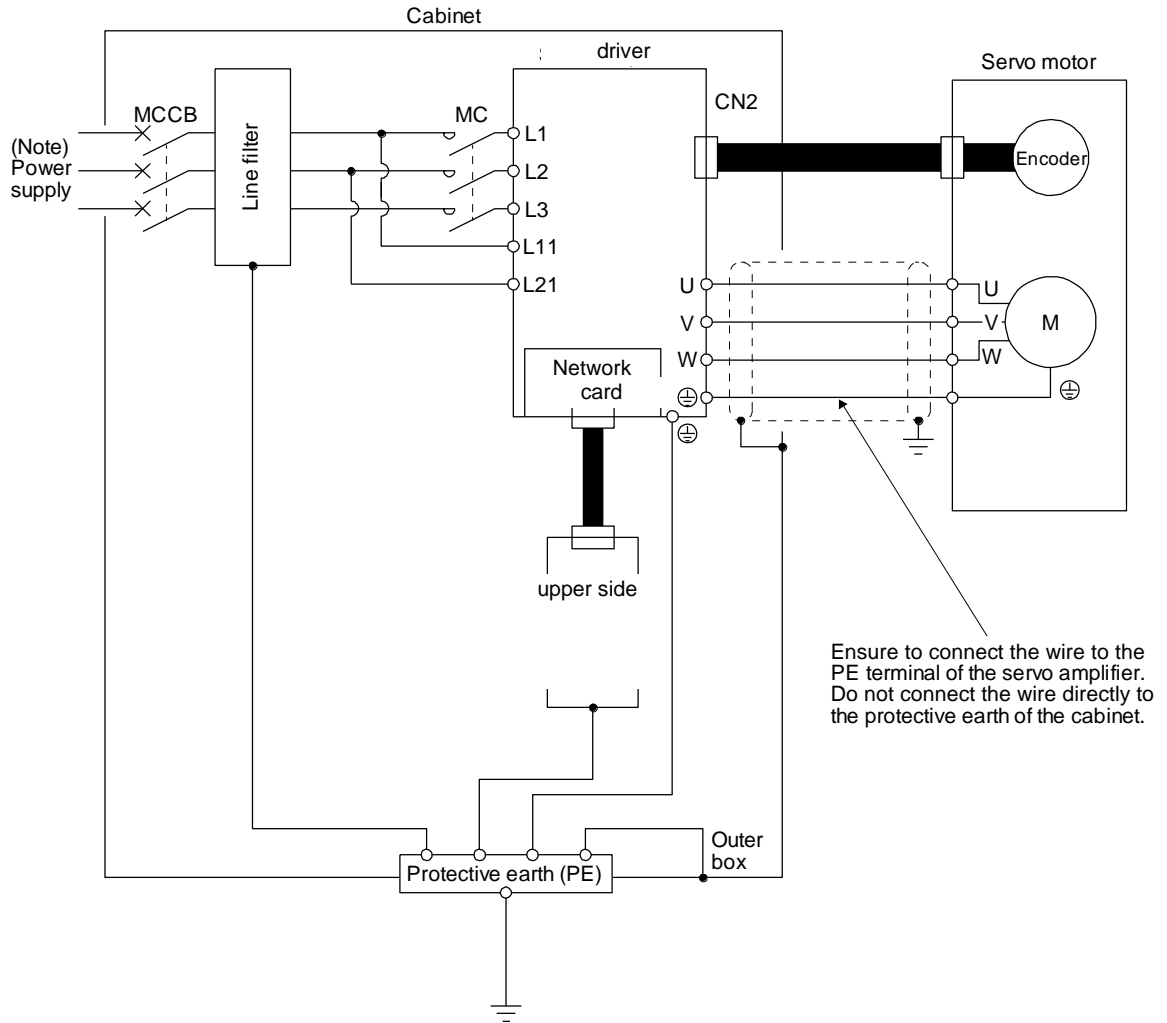 Cabinet
driver
Servo motor
MCCB
MC
CN2
(Note)
Power
supply
Line filter
L1
L2
L3
L11
L21
Encoder
U
V
W
U
V
W
M
Network
card
upper side
Ensure to connect the wire to the
PE terminal of the servo amplifier.
Do not connect the wire directly to
the protective earth of the cabinet.
Outer
box
Protective earth (PE)